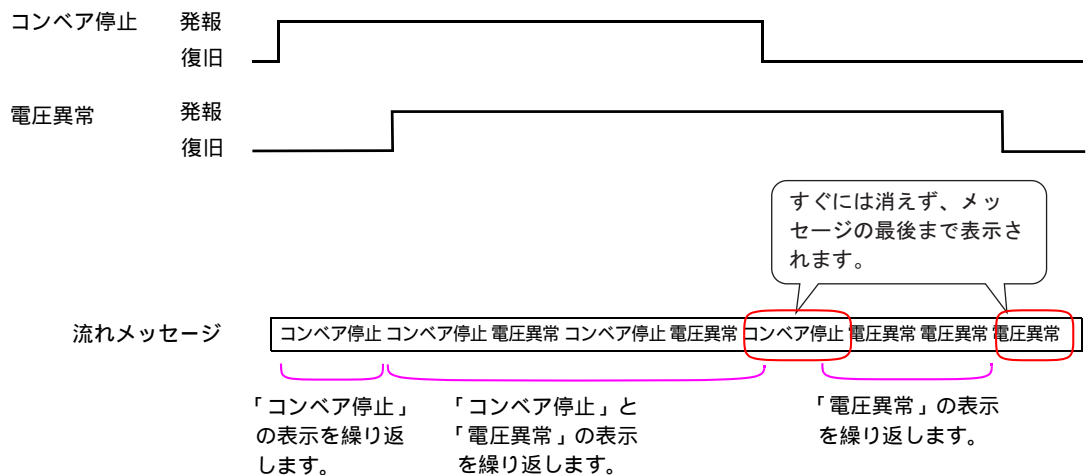 コンベア停止 発報
復旧
電圧異常 発報
復旧
すぐには消えず、メッ
セージの最後まで表示さ
れます。
流れメッセージ コンベア停止 コンベア停止 電圧異常 コンベア停止 電圧異常 コンベア停止 電圧異常 電圧異常 電圧異常
「コンベア停止」
の表示を繰り返
します。
「コンベア停止」と
「電圧異常」の表示
を繰り返します。
「電圧異常」の表示
を繰り返します。